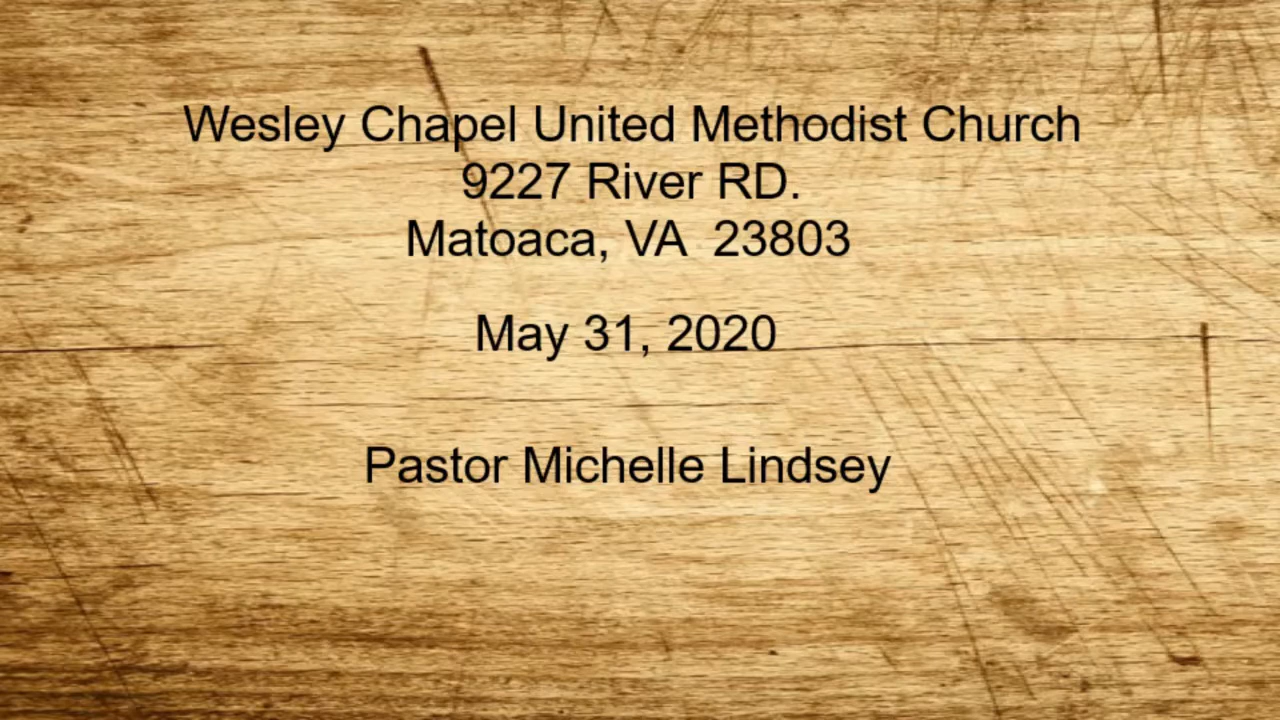 Wesley Chapel United Methodist Church
9227 River RD.
Matoaca, VA  23803
May 31, 2020
Pastor Michelle Lindsey